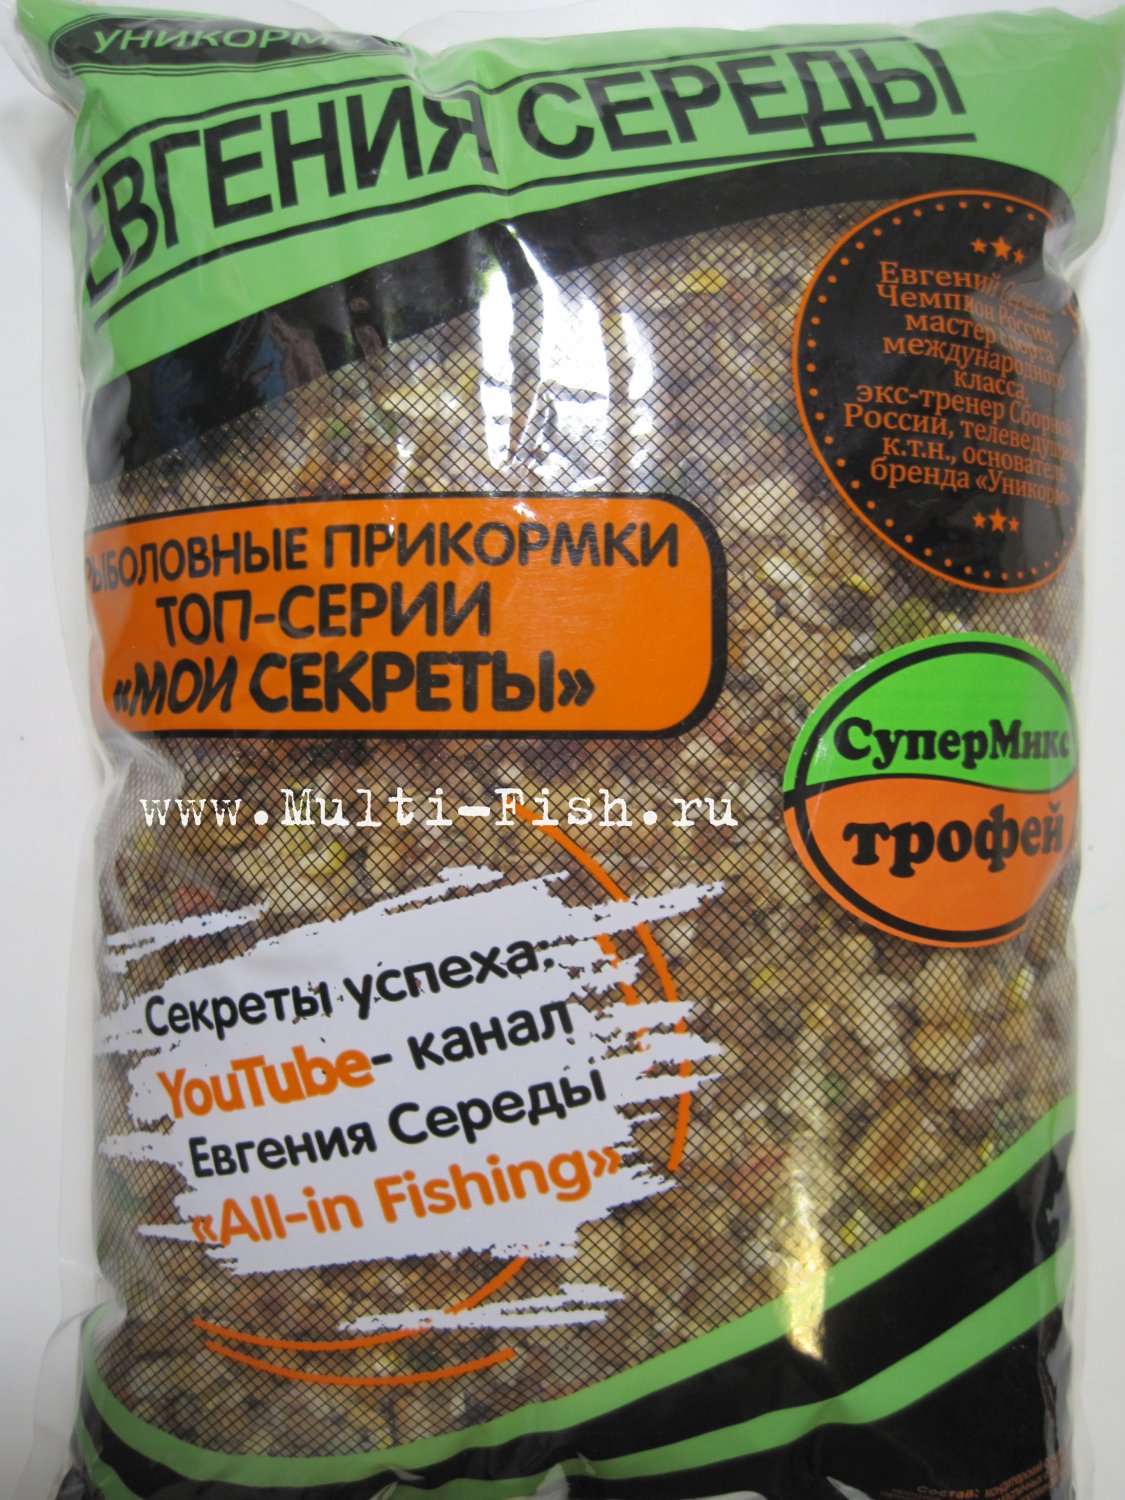 УНИКОРМ
ЕВГЕНИЯ СЕРЕДЫ
Евгений Середа:
Чемпион России,
мастер спорта
международного
класса,
экс-тренер Сборной
России, телеведущий
к.т.н., основатель
бренда «Уникорм»
РЫБОЛОВНЫЕ ПРИКОРМКИ
ТОП-СЕРИИ
«МОИ СЕКРЕТЫ»
СуперМикс
трофей
www.Multi-Fish.ru
Секреты успеха:
YouTube- канал
Евгения Середы
«All-in Fishing»
Состав: